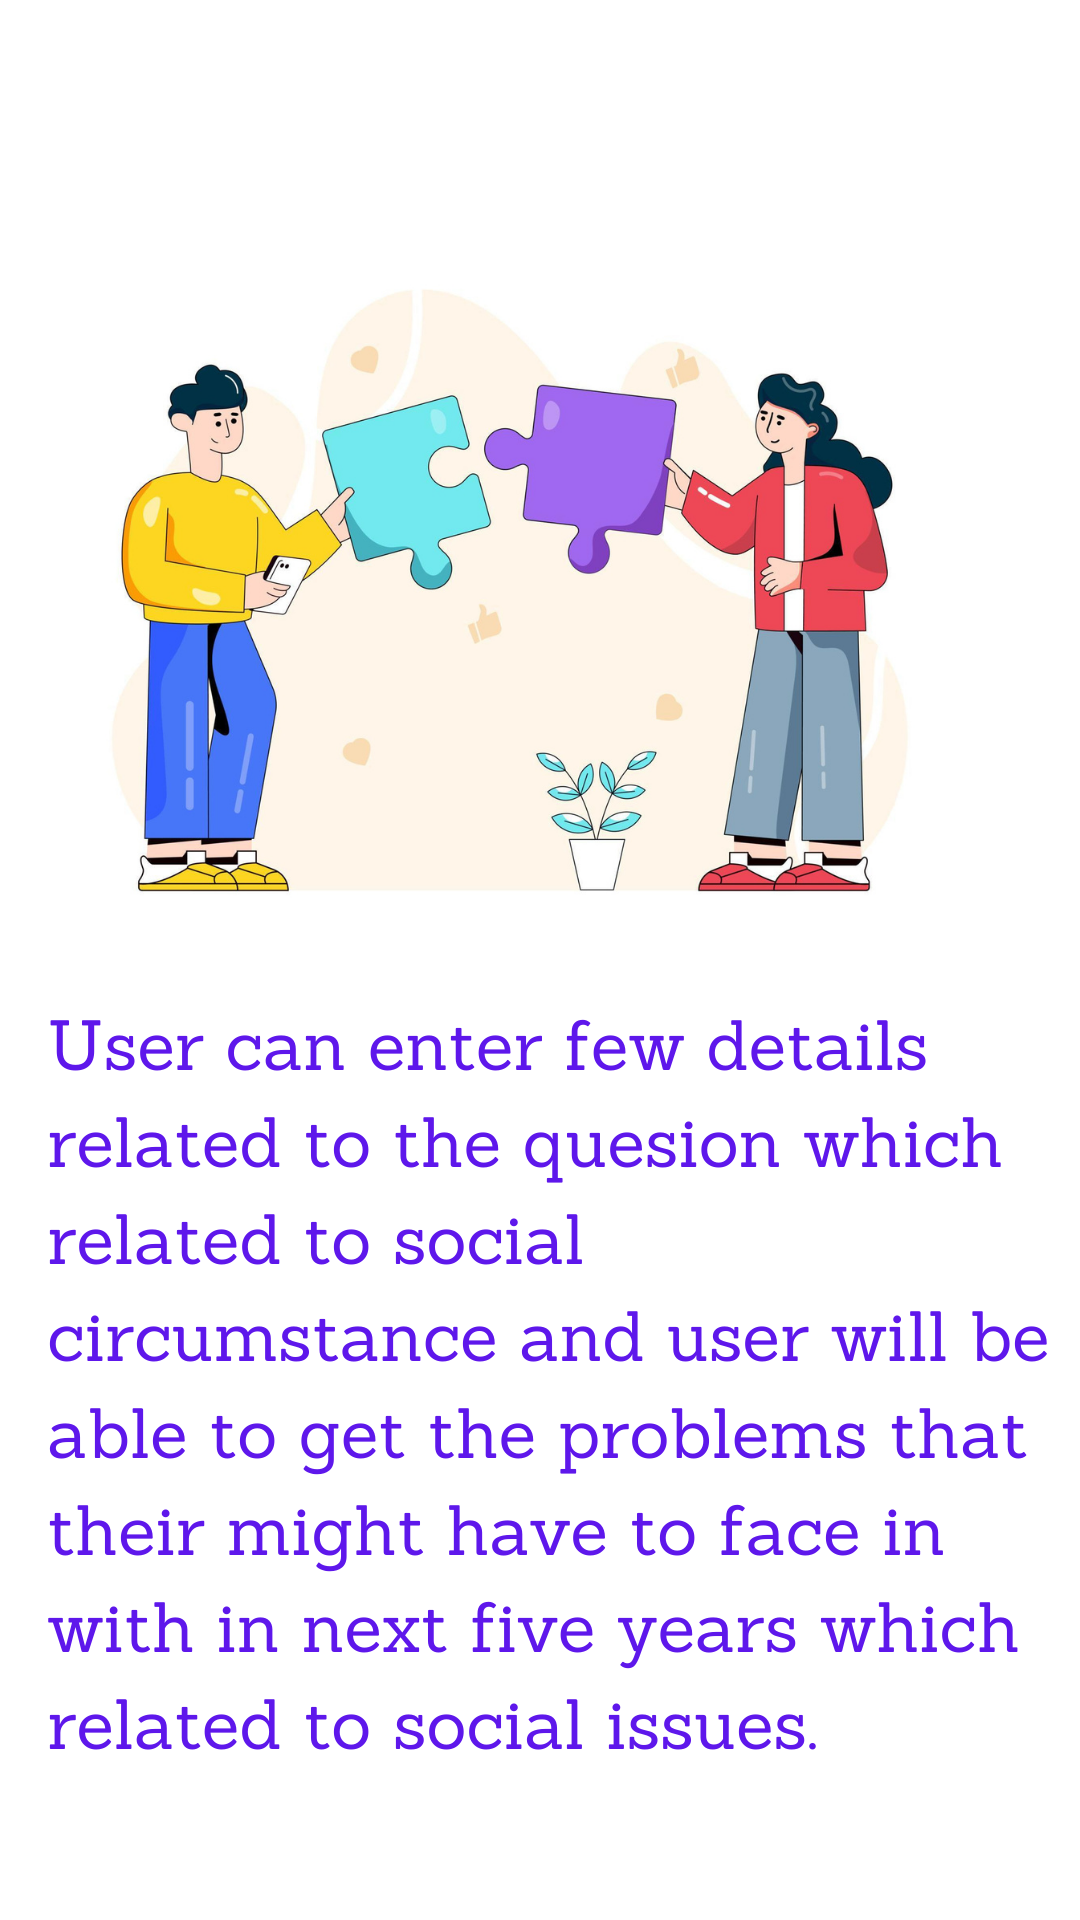 User can enter few details
related to the quesion which
related to social
circumstance and user will be
able to get the problems that
their might have to face in
with in next five years which
related to social issues.